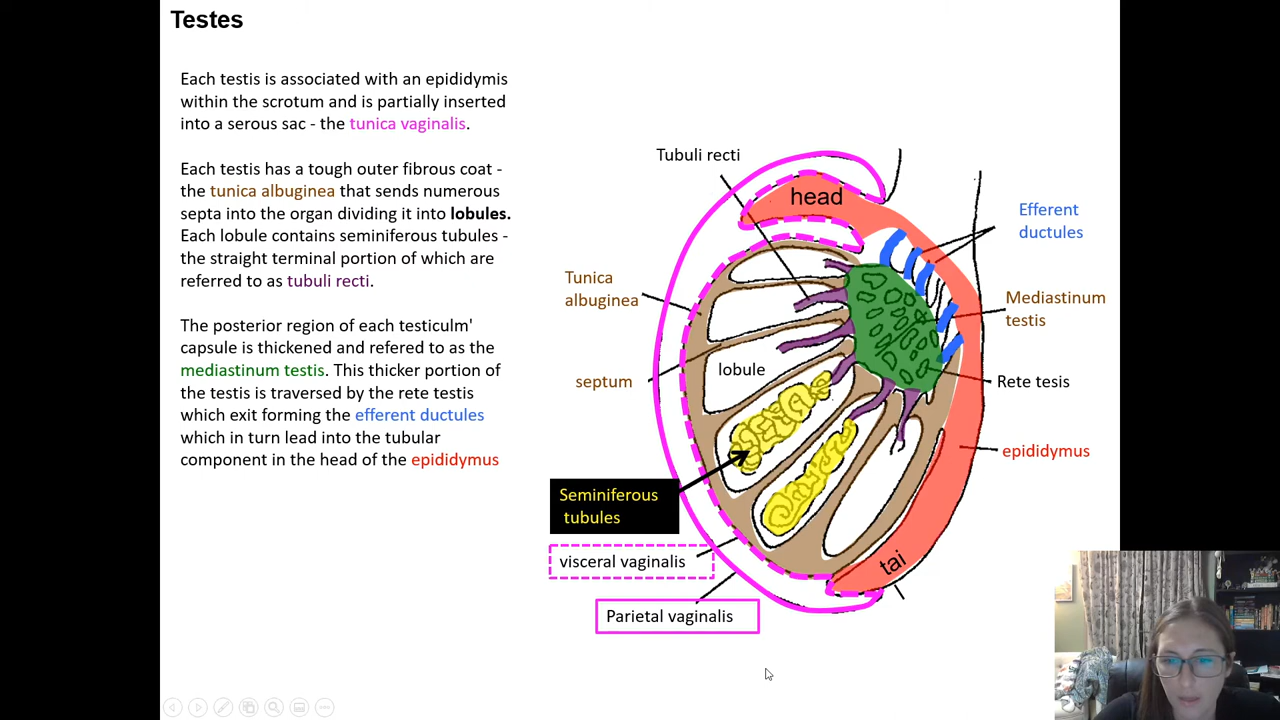 Testes
Each testis is associated with an epididymis
within the scrotum and is partially inserted
into a serous sac - the tunica vaginalis.
Each testis has a tough outer fibrous coat -
the tunica albuginea that sends numerous
septa into the organ dividing it into lobules.
Each lobule contains seminiferous tubules -
the straight terminal portion of which are
referred to as tubuli recti.
The posterior region of each testiculm'
capsule is thickened and refered to as the
mediastinum testis. This thicker portion of
the testis is traversed by the rete testis
which exit forming the efferent ductules
which in turn lead into the tubular
component in the head of the epididymus
Tubuli recti
head
Efferent
ductules
Tunica
albuginea
Mediastinum
testis
septum
lobule
Rete tesis
epididymus
Seminiferous
tubules
visceral vaginalis
tai
Parietal vaginalis